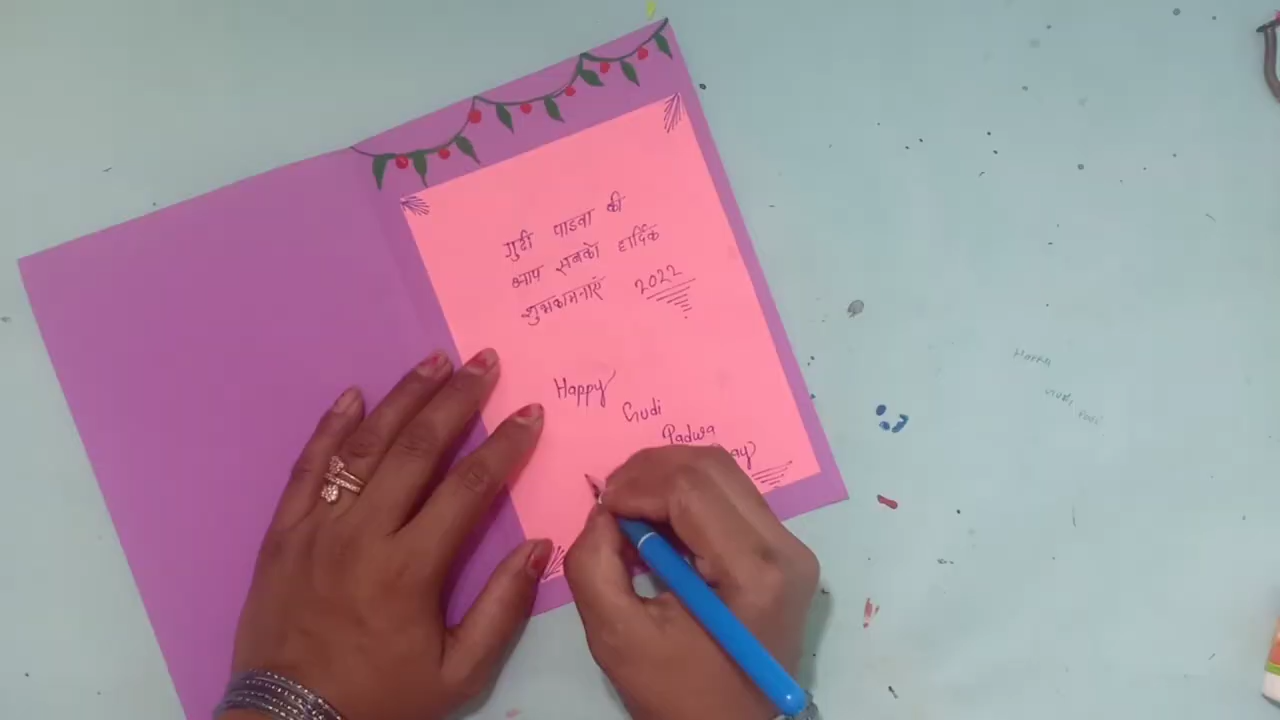 गुढी पाडवा की
आप सबको हार्दिक
शुभकामनाएं 2022
Happy
Gudi
Padwa